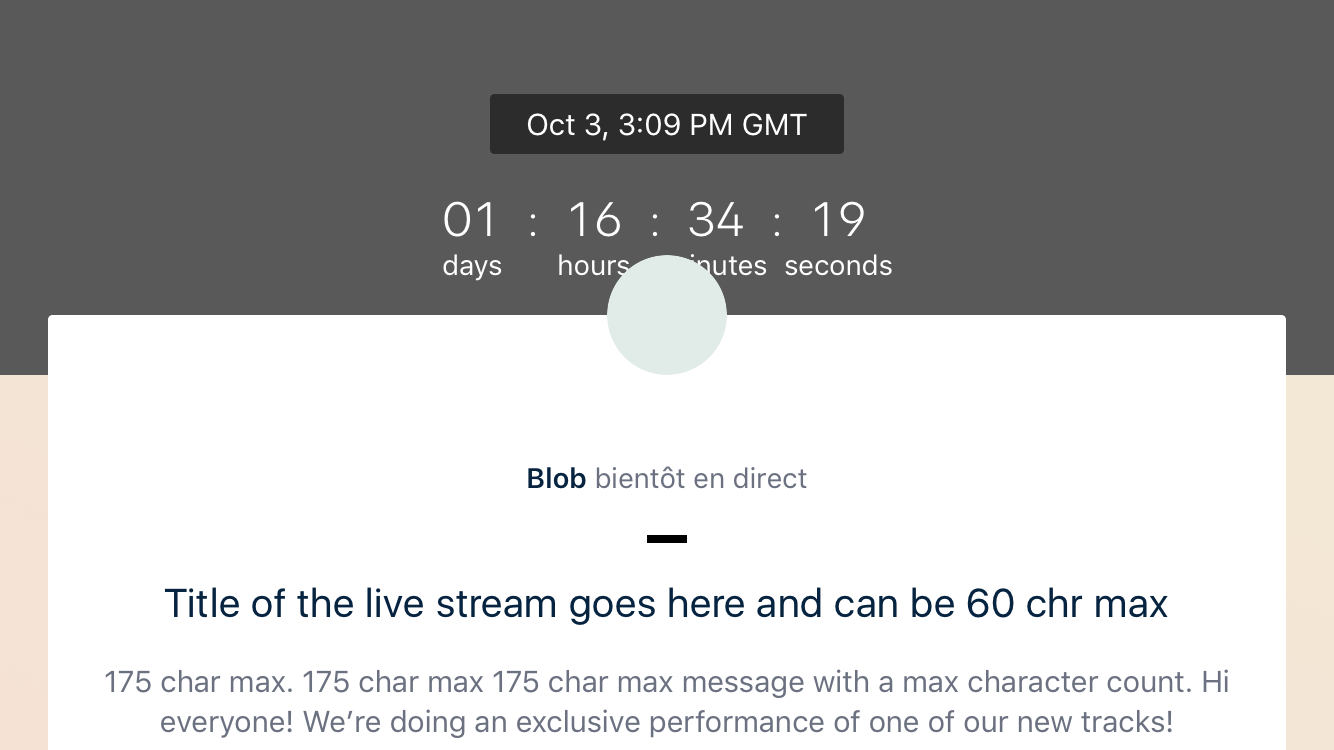 Oct 3, 3:09 PM GMT
01 : 16 : 34 : 19
days hours nutes seconds
Blob bientôt en direct
Title of the live stream goes here and can be 60 chr max
175 char max. 175 char max 175 char max message with a max character count. Hi
everyone! We’re doing an exclusive performance of one of our new tracks!